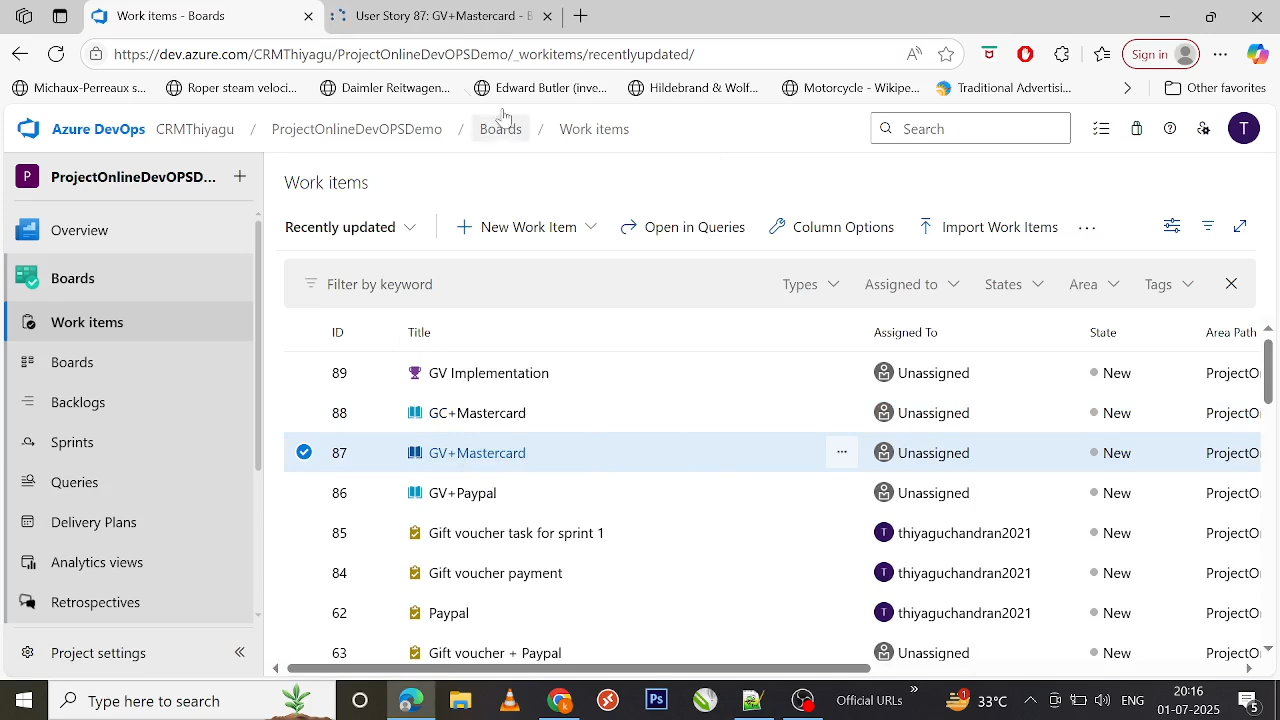 Work items - Boards
User Story 87: GV+Mastercard - B
https://dev.azure.com/CRMThiyagu/ProjectOnlineDevOPSDemo/_workitems/recentlyupdated/
Sign in
Michaux-Perreaux s...
Roper steam veloci...
Daimler Reitwagen...
Edward Butler (inve...
Hildebrand & Wolf...
Motorcycle - Wikipe...
Traditional Advertisi...
Other favorites
Azure DevOps CRMThiyagu / ProjectOnlineDevOPSDemo / Boards / Work items
Search
T
P ProjectOnlineDevOPSD...
Overview
Boards
Work items
Boards
Backlogs
Sprints
Queries
Delivery Plans
Analytics views
Retrospectives
Project settings
Work items
Recently updated
New Work Item
Open in Queries
Column Options
Import Work Items
Filter by keyword
Types
Assigned to
States
Area
Tags
ID Title Assigned To State Area Path
89 GV Implementation Unassigned New ProjectO
88 GC+Mastercard Unassigned New ProjectO
87 GV+Mastercard ... Unassigned New ProjectO
86 GV+Paypal Unassigned New ProjectO
85 Gift voucher task for sprint 1 T thiyaguchandran2021 New ProjectO
84 Gift voucher payment T thiyaguchandran2021 New ProjectO
62 Paypal T thiyaguchandran2021 New ProjectO
63 Gift voucher + Paypal Unassigned New ProjectO
Type here to search
Ps
Official URLs
1
33°C
ENG
20:16
01-07-2025
5